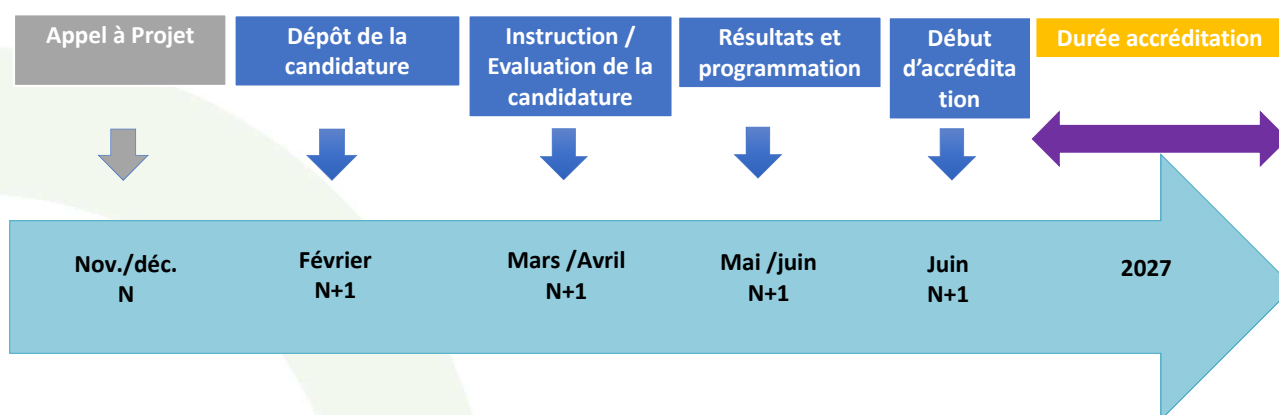 Appel à Projet
Dépôt de la
candidature
Instruction /
Evaluation de la
candidature
Résultats et
programmation
Début
d'accrédita
tion
Durée accréditation
Nov./déc.
N
Février
N+1
Mars /Avril
N+1
Mai /juin
N+1
Juin
N+1
2027